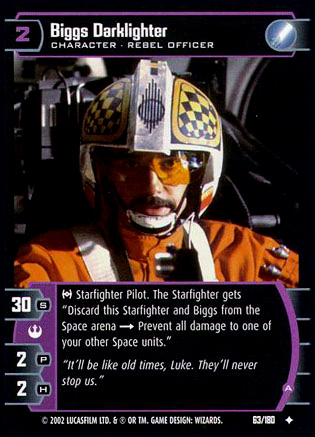 2 Biggs Darklighter
CHARACTER · REBEL OFFICER
30 S
Starfighter Pilot. The Starfighter gets
"Discard this Starfighter and Biggs from the
Space arena → Prevent all damage to one of
your other Space units."
2 P
2 H
"It'll be like old times, Luke. They'll never
stop us."
A
© 2002 LUCASFILM LTD. & ® OR TM. GAME DESIGN: WIZARDS. 63/180